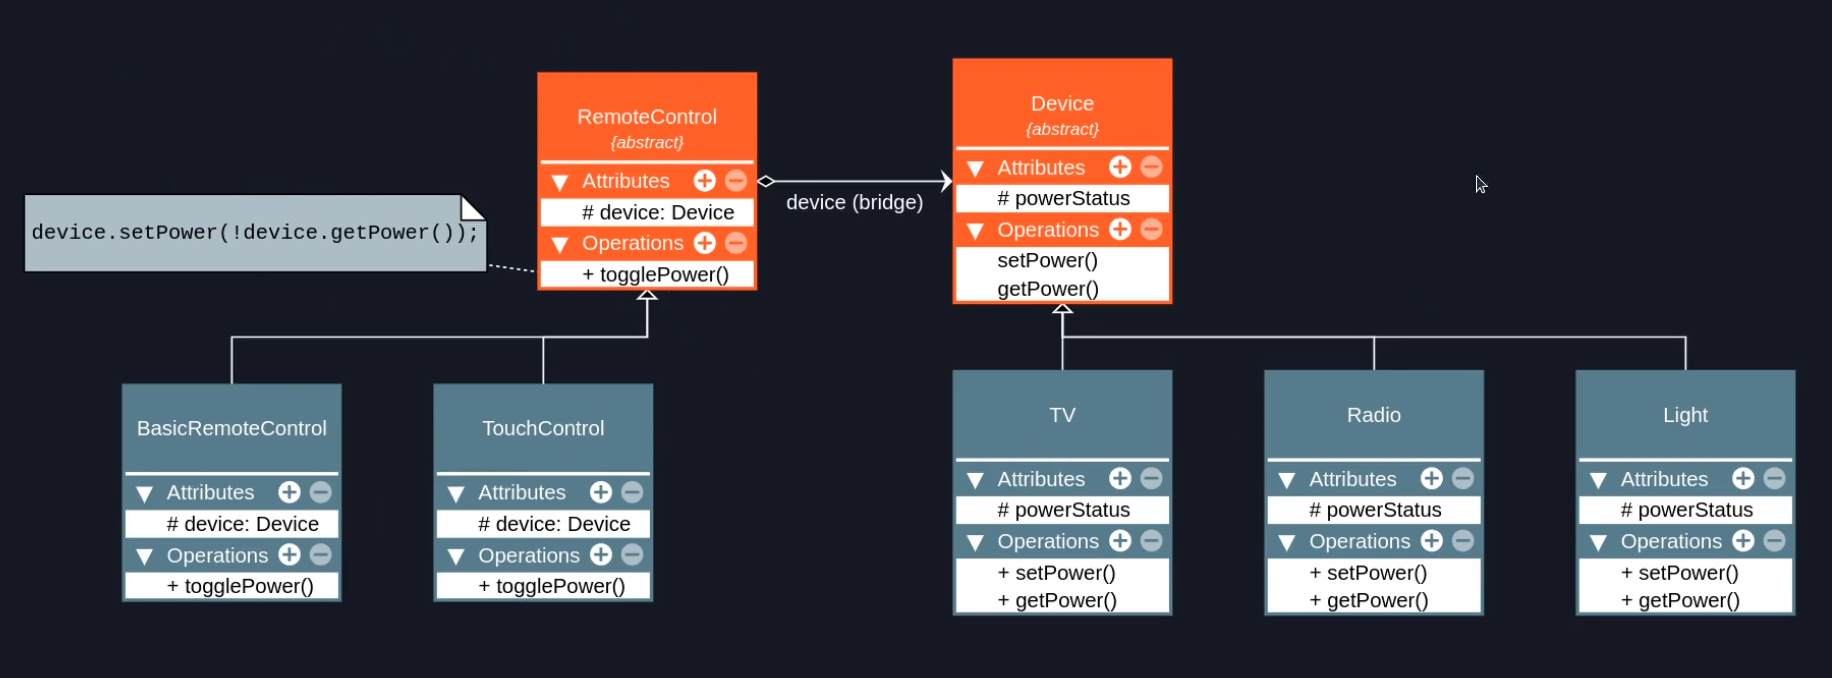 RemoteControl
{abstract}
Attributes
# device: Device
Operations
+ togglePower()
device.setPower(!device.getPower());
device (bridge)
Device
{abstract}
Attributes
# powerStatus
Operations
setPower()
getPower()
BasicRemoteControl
Attributes
# device: Device
Operations
+ togglePower()
TouchControl
Attributes
# device: Device
Operations
+ togglePower()
TV
Attributes
# powerStatus
Operations
+ setPower()
+ getPower()
Radio
Attributes
# powerStatus
Operations
+ setPower()
+ getPower()
Light
Attributes
# powerStatus
Operations
+ setPower()
+ getPower()